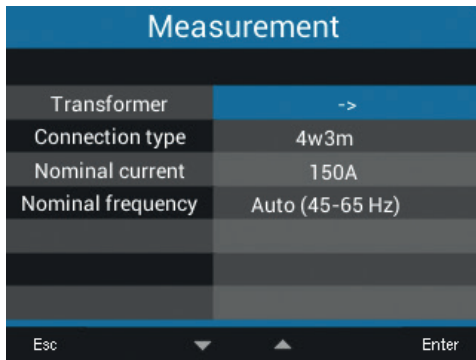 Measurement
Transformer ->
Connection type 4w3m
Nominal current 150A
Nominal frequency Auto (45-65 Hz)
Esc Enter